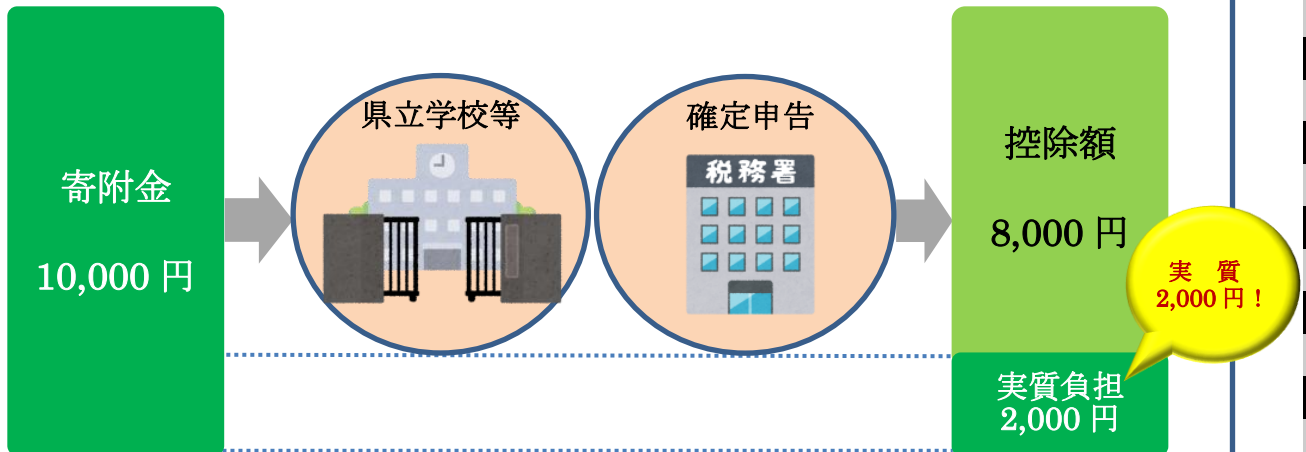 寄附金
10,000 円
県立学校等
確定申告
税務署
控除額
8,000 円
実　質
2,000 円！
実質負担
2,000 円